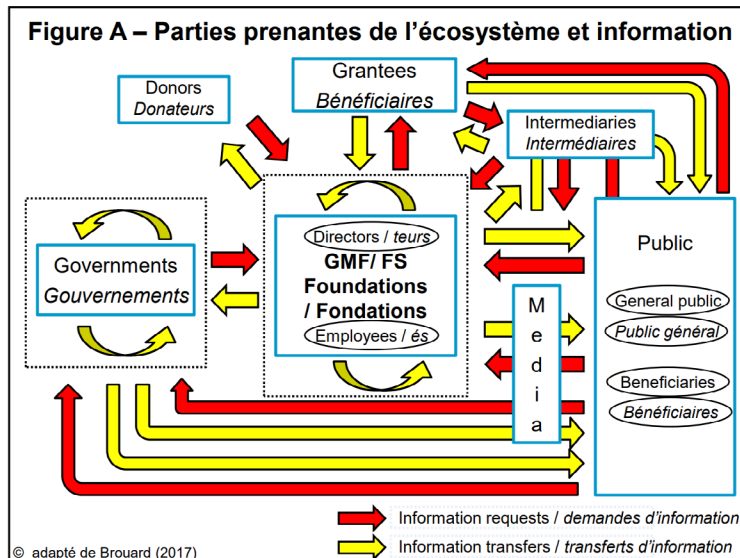 Figure A – Parties prenantes de l'écosystème et information
Donors
Donateurs
Grantees
Bénéficiaires
Intermediaries
Intermédiaires
Governments
Gouvernements
Directors / teurs
GMF/ FS
Foundations
/ Fondations
Employees / és
M
e
d
i
a
Public
General public
Public général
Beneficiaries
Bénéficiaires
Information requests / demandes d'information
Information transfers / transferts d'information
© adapté de Brouard (2017)